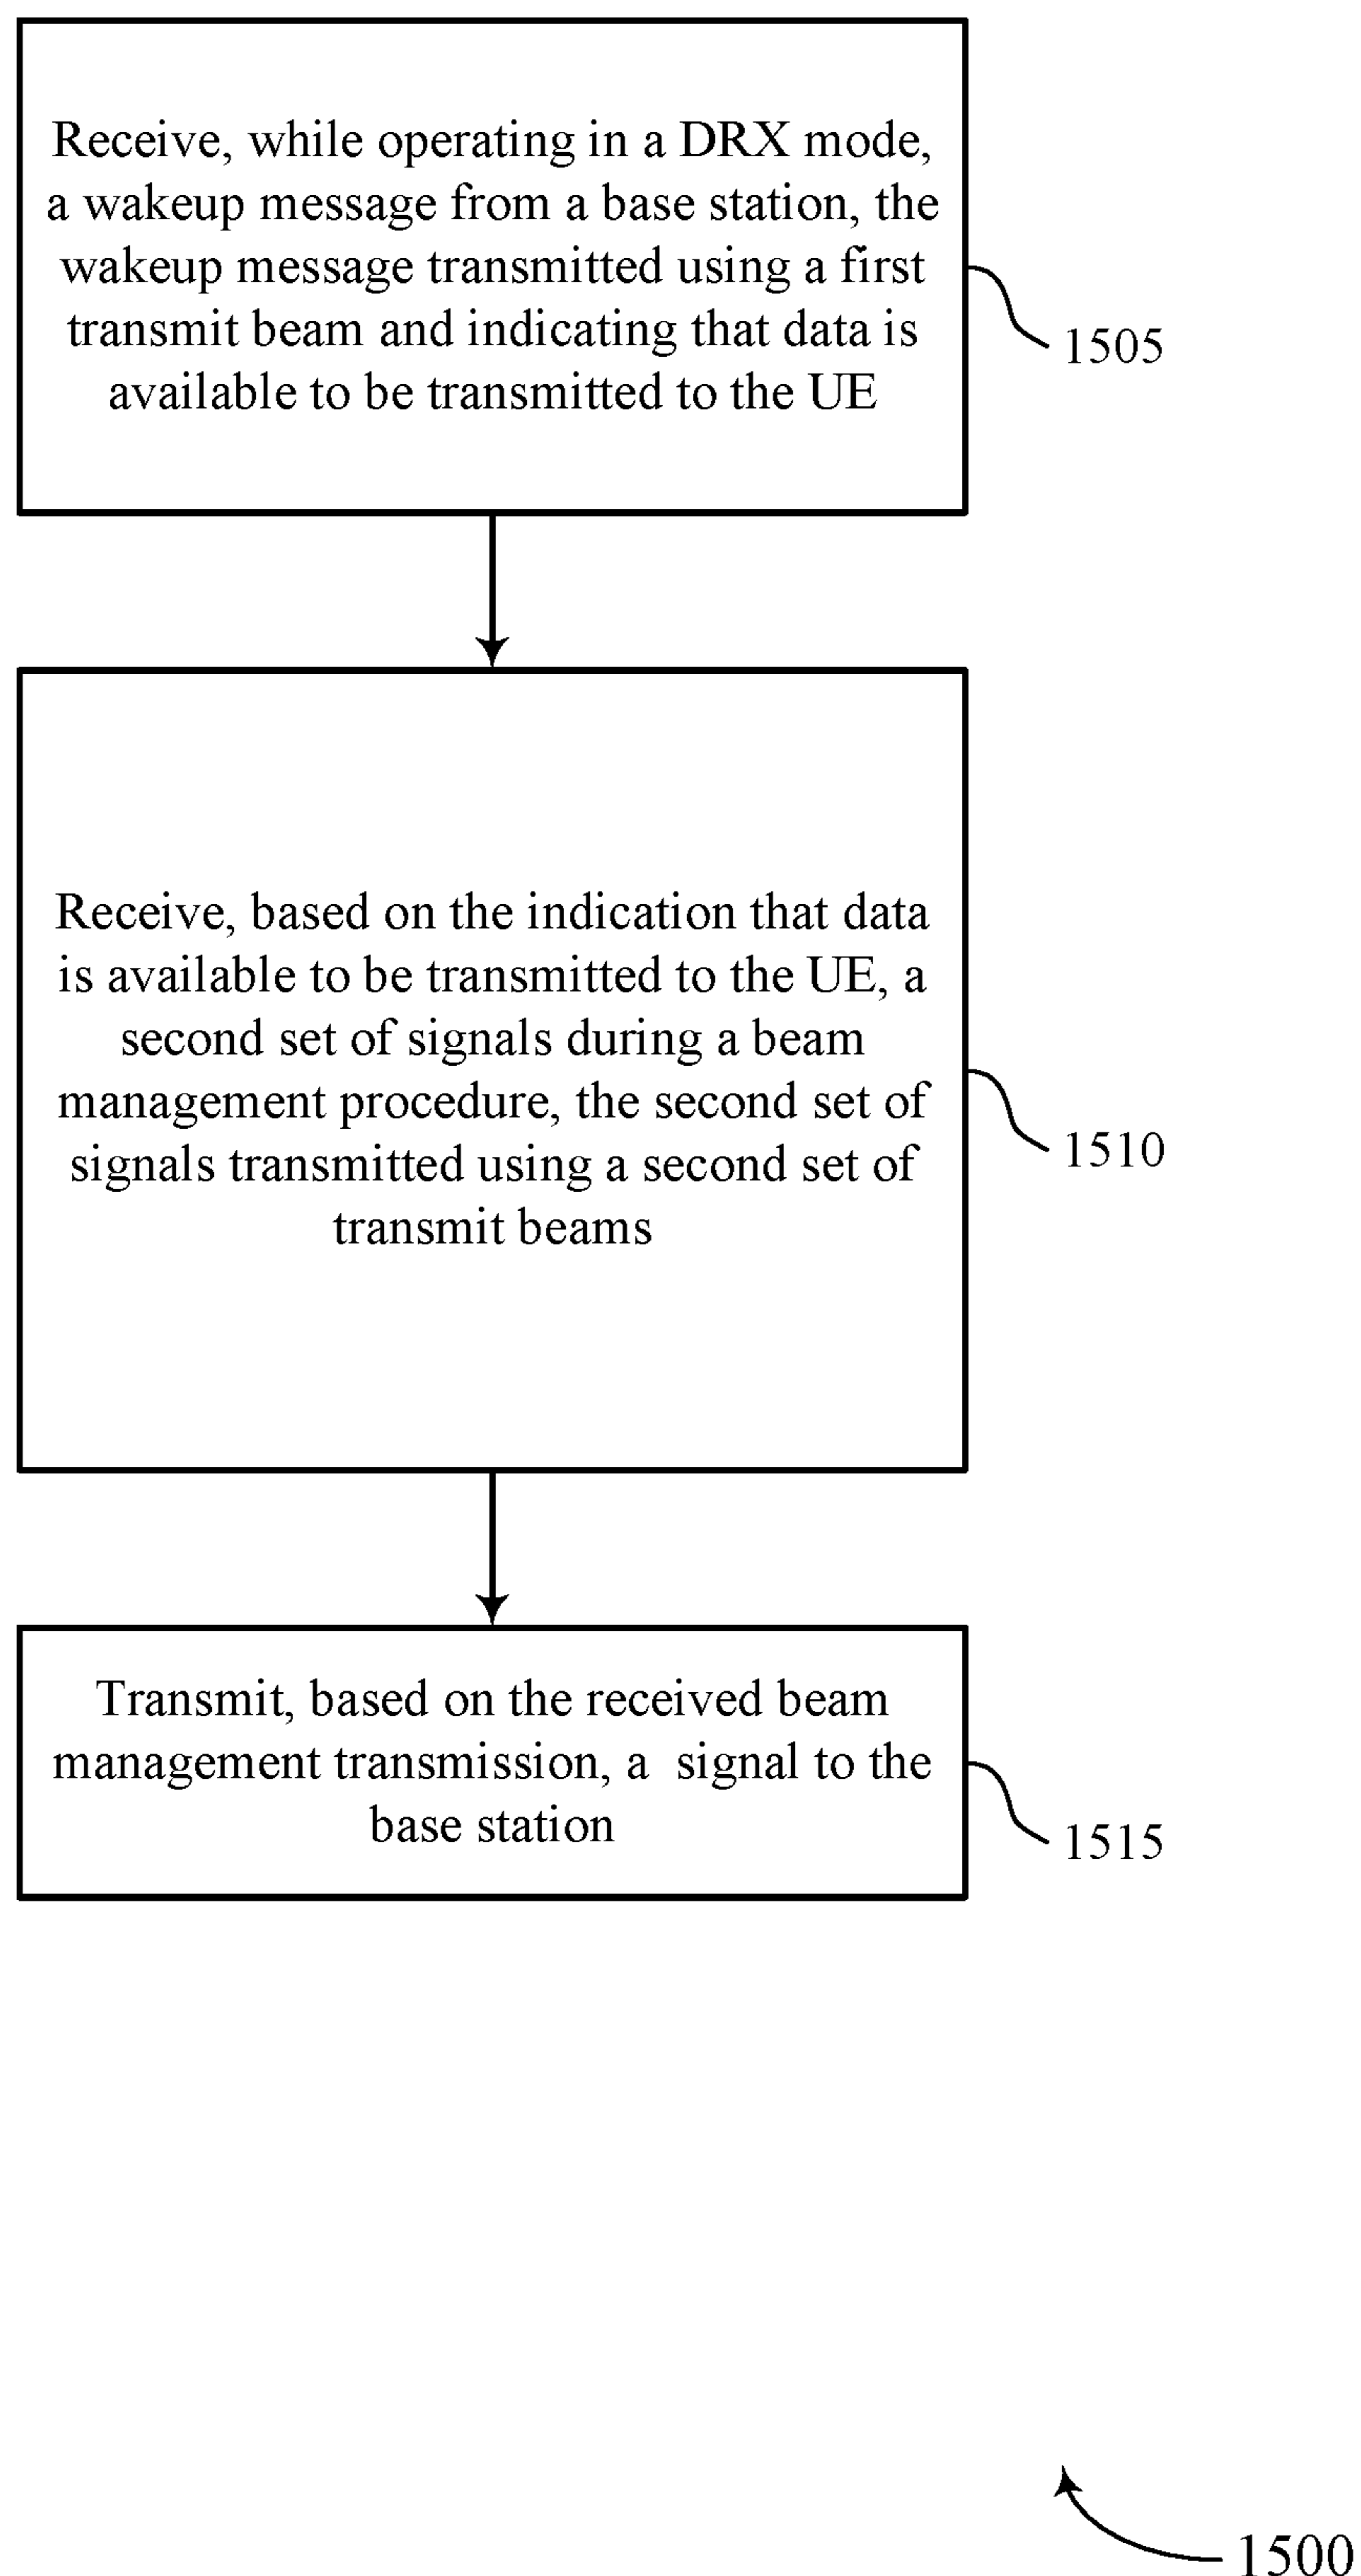 Receive, while operating in a DRX mode,
a wakeup message from a base station, the
wakeup message transmitted using a first
transmit beam and indicating that data is
available to be transmitted to the UE
1505
Receive, based on the indication that data
is available to be transmitted to the UE, a
second set of signals during a beam
management procedure, the second set of
signals transmitted using a second set of
transmit beams
1510
Transmit, based on the received beam
management transmission, a signal to the
base station
1515
1500